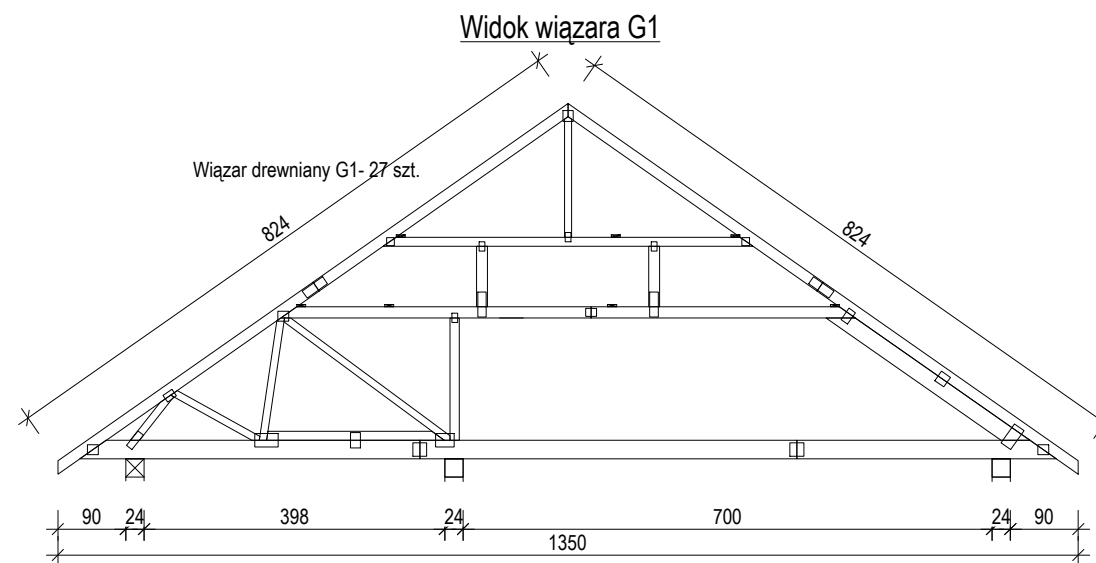 Widok wiązara G1
Wiązar drewniany G1- 27 szt.
824
824
90 24 398 24 700 24 90
1350